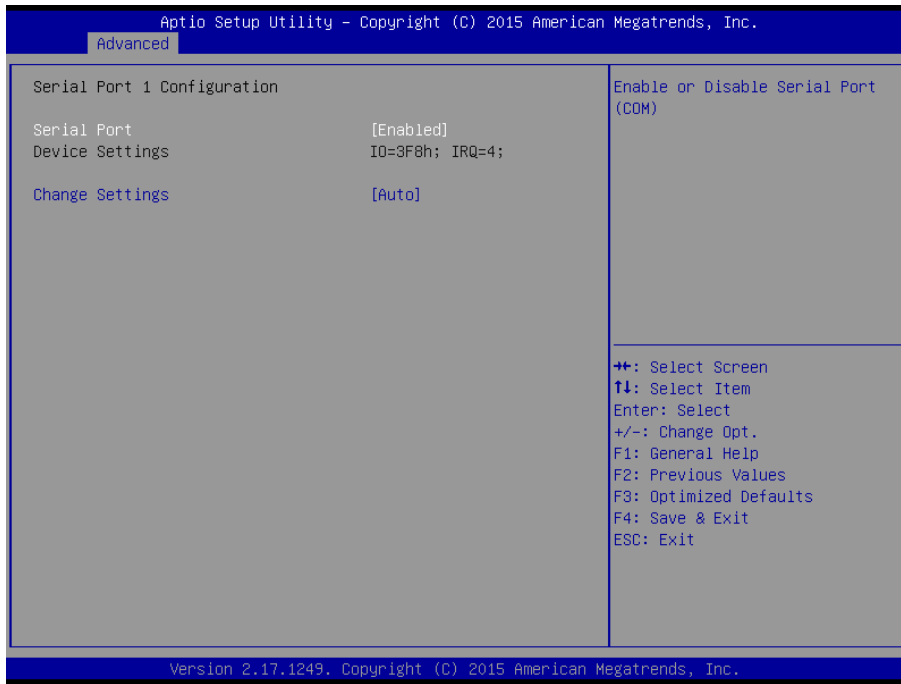 Aptio Setup Utility – Copyright (C) 2015 American Megatrends, Inc.
Advanced
Serial Port 1 Configuration
Serial Port [Enabled]
Device Settings IO=3F8h; IRQ=4;
Change Settings [Auto]
Enable or Disable Serial Port
(COM)
→←: Select Screen
↑↓: Select Item
Enter: Select
+/-: Change Opt.
F1: General Help
F2: Previous Values
F3: Optimized Defaults
F4: Save & Exit
ESC: Exit
Version 2.17.1249. Copyright (C) 2015 American Megatrends, Inc.